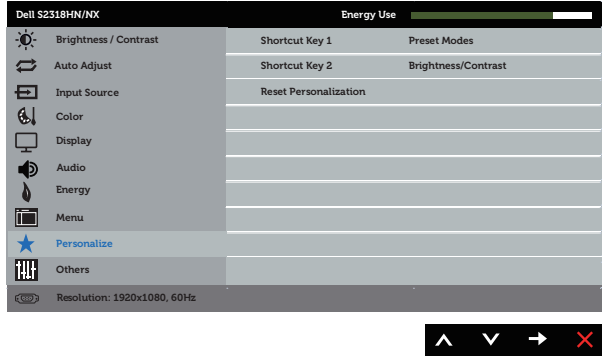 Dell S2318HN/NX Energy Use
Brightness / Contrast Shortcut Key 1 Preset Modes
Auto Adjust Shortcut Key 2 Brightness/Contrast
Input Source Reset Personalization
Color
Display
Audio
Energy
Menu
Personalize
Others
Resolution: 1920x1080, 60Hz